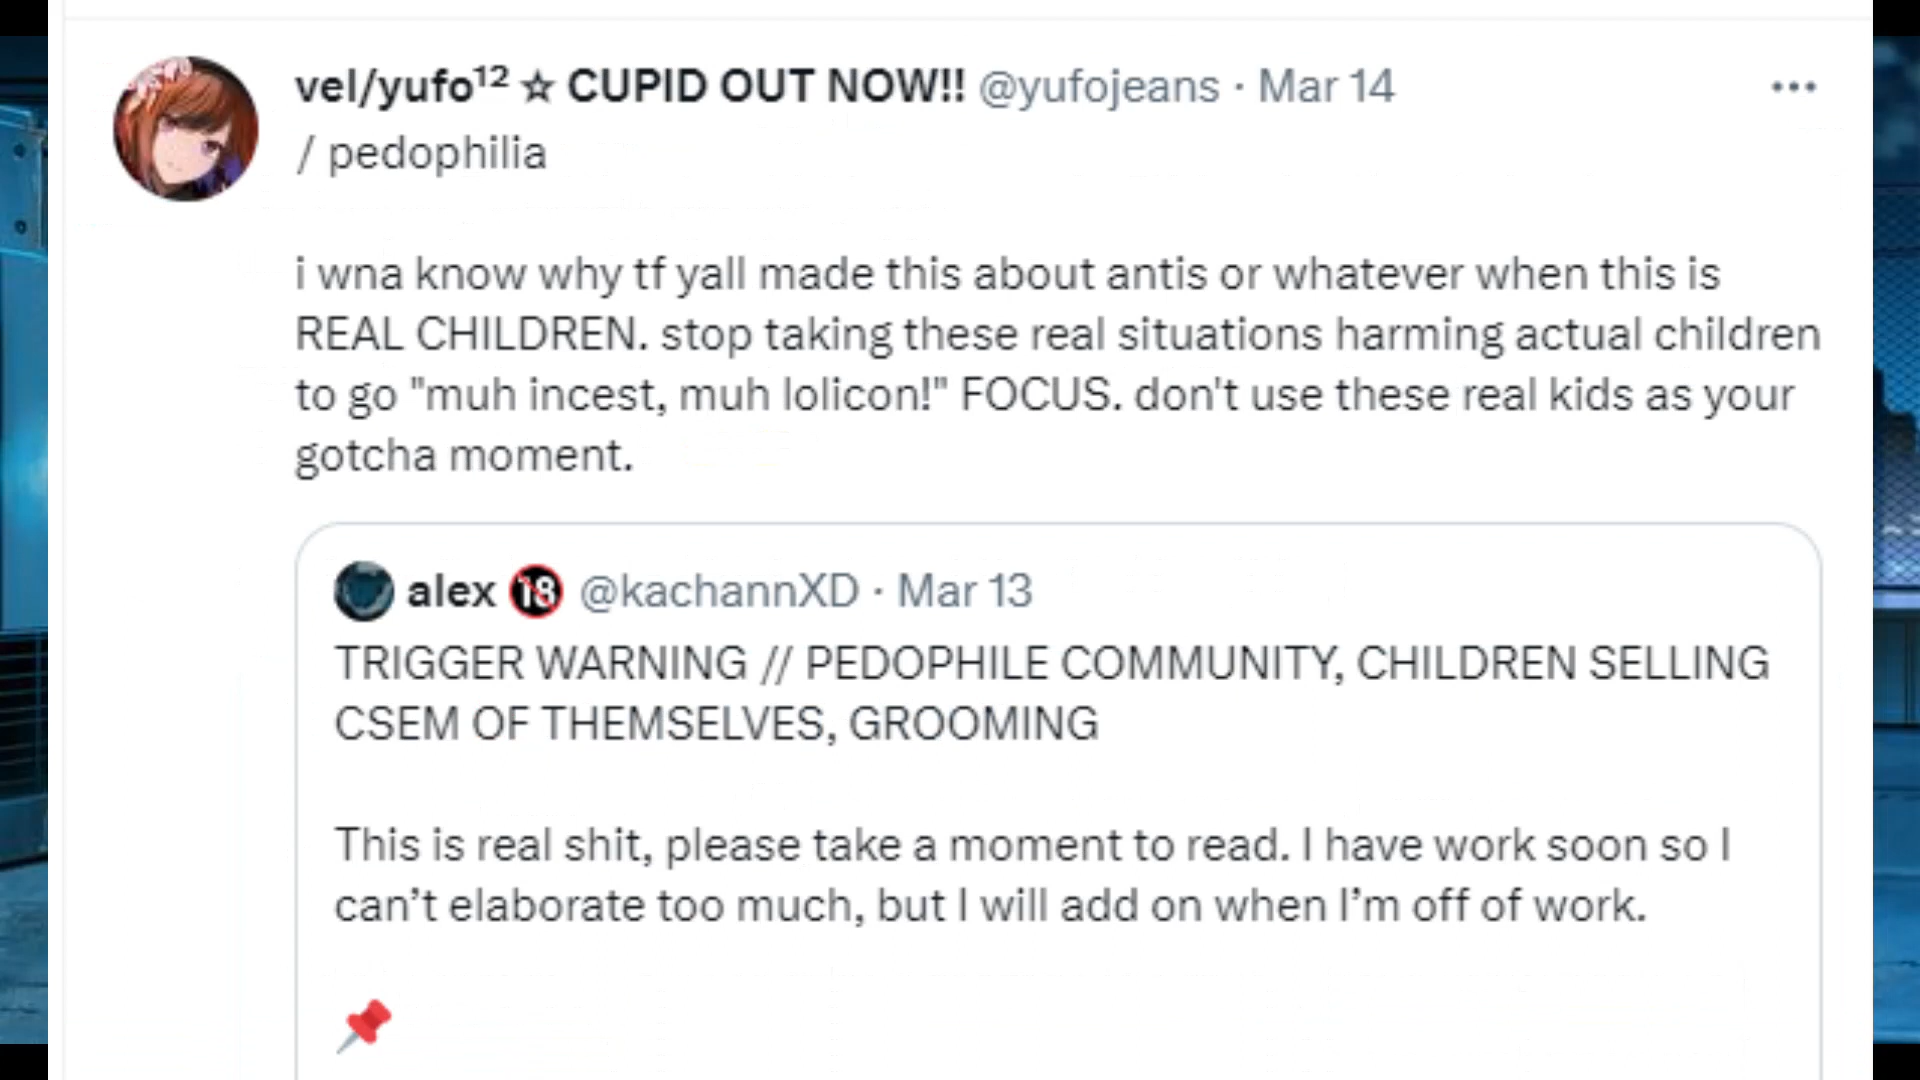 vel/yufo¹² ☆ CUPID OUT NOW!! @yufojeans · Mar 14
/ pedophilia
i wna know why tf yall made this about antis or whatever when this is
REAL CHILDREN. stop taking these real situations harming actual children
to go "muh incest, muh lolicon!" FOCUS. don't use these real kids as your
gotcha moment.
alex 🔞 @kachannXD · Mar 13
TRIGGER WARNING // PEDOPHILE COMMUNITY, CHILDREN SELLING
CSEM OF THEMSELVES, GROOMING
This is real shit, please take a moment to read. I have work soon so I
can’t elaborate too much, but I will add on when I’m off of work.
📌